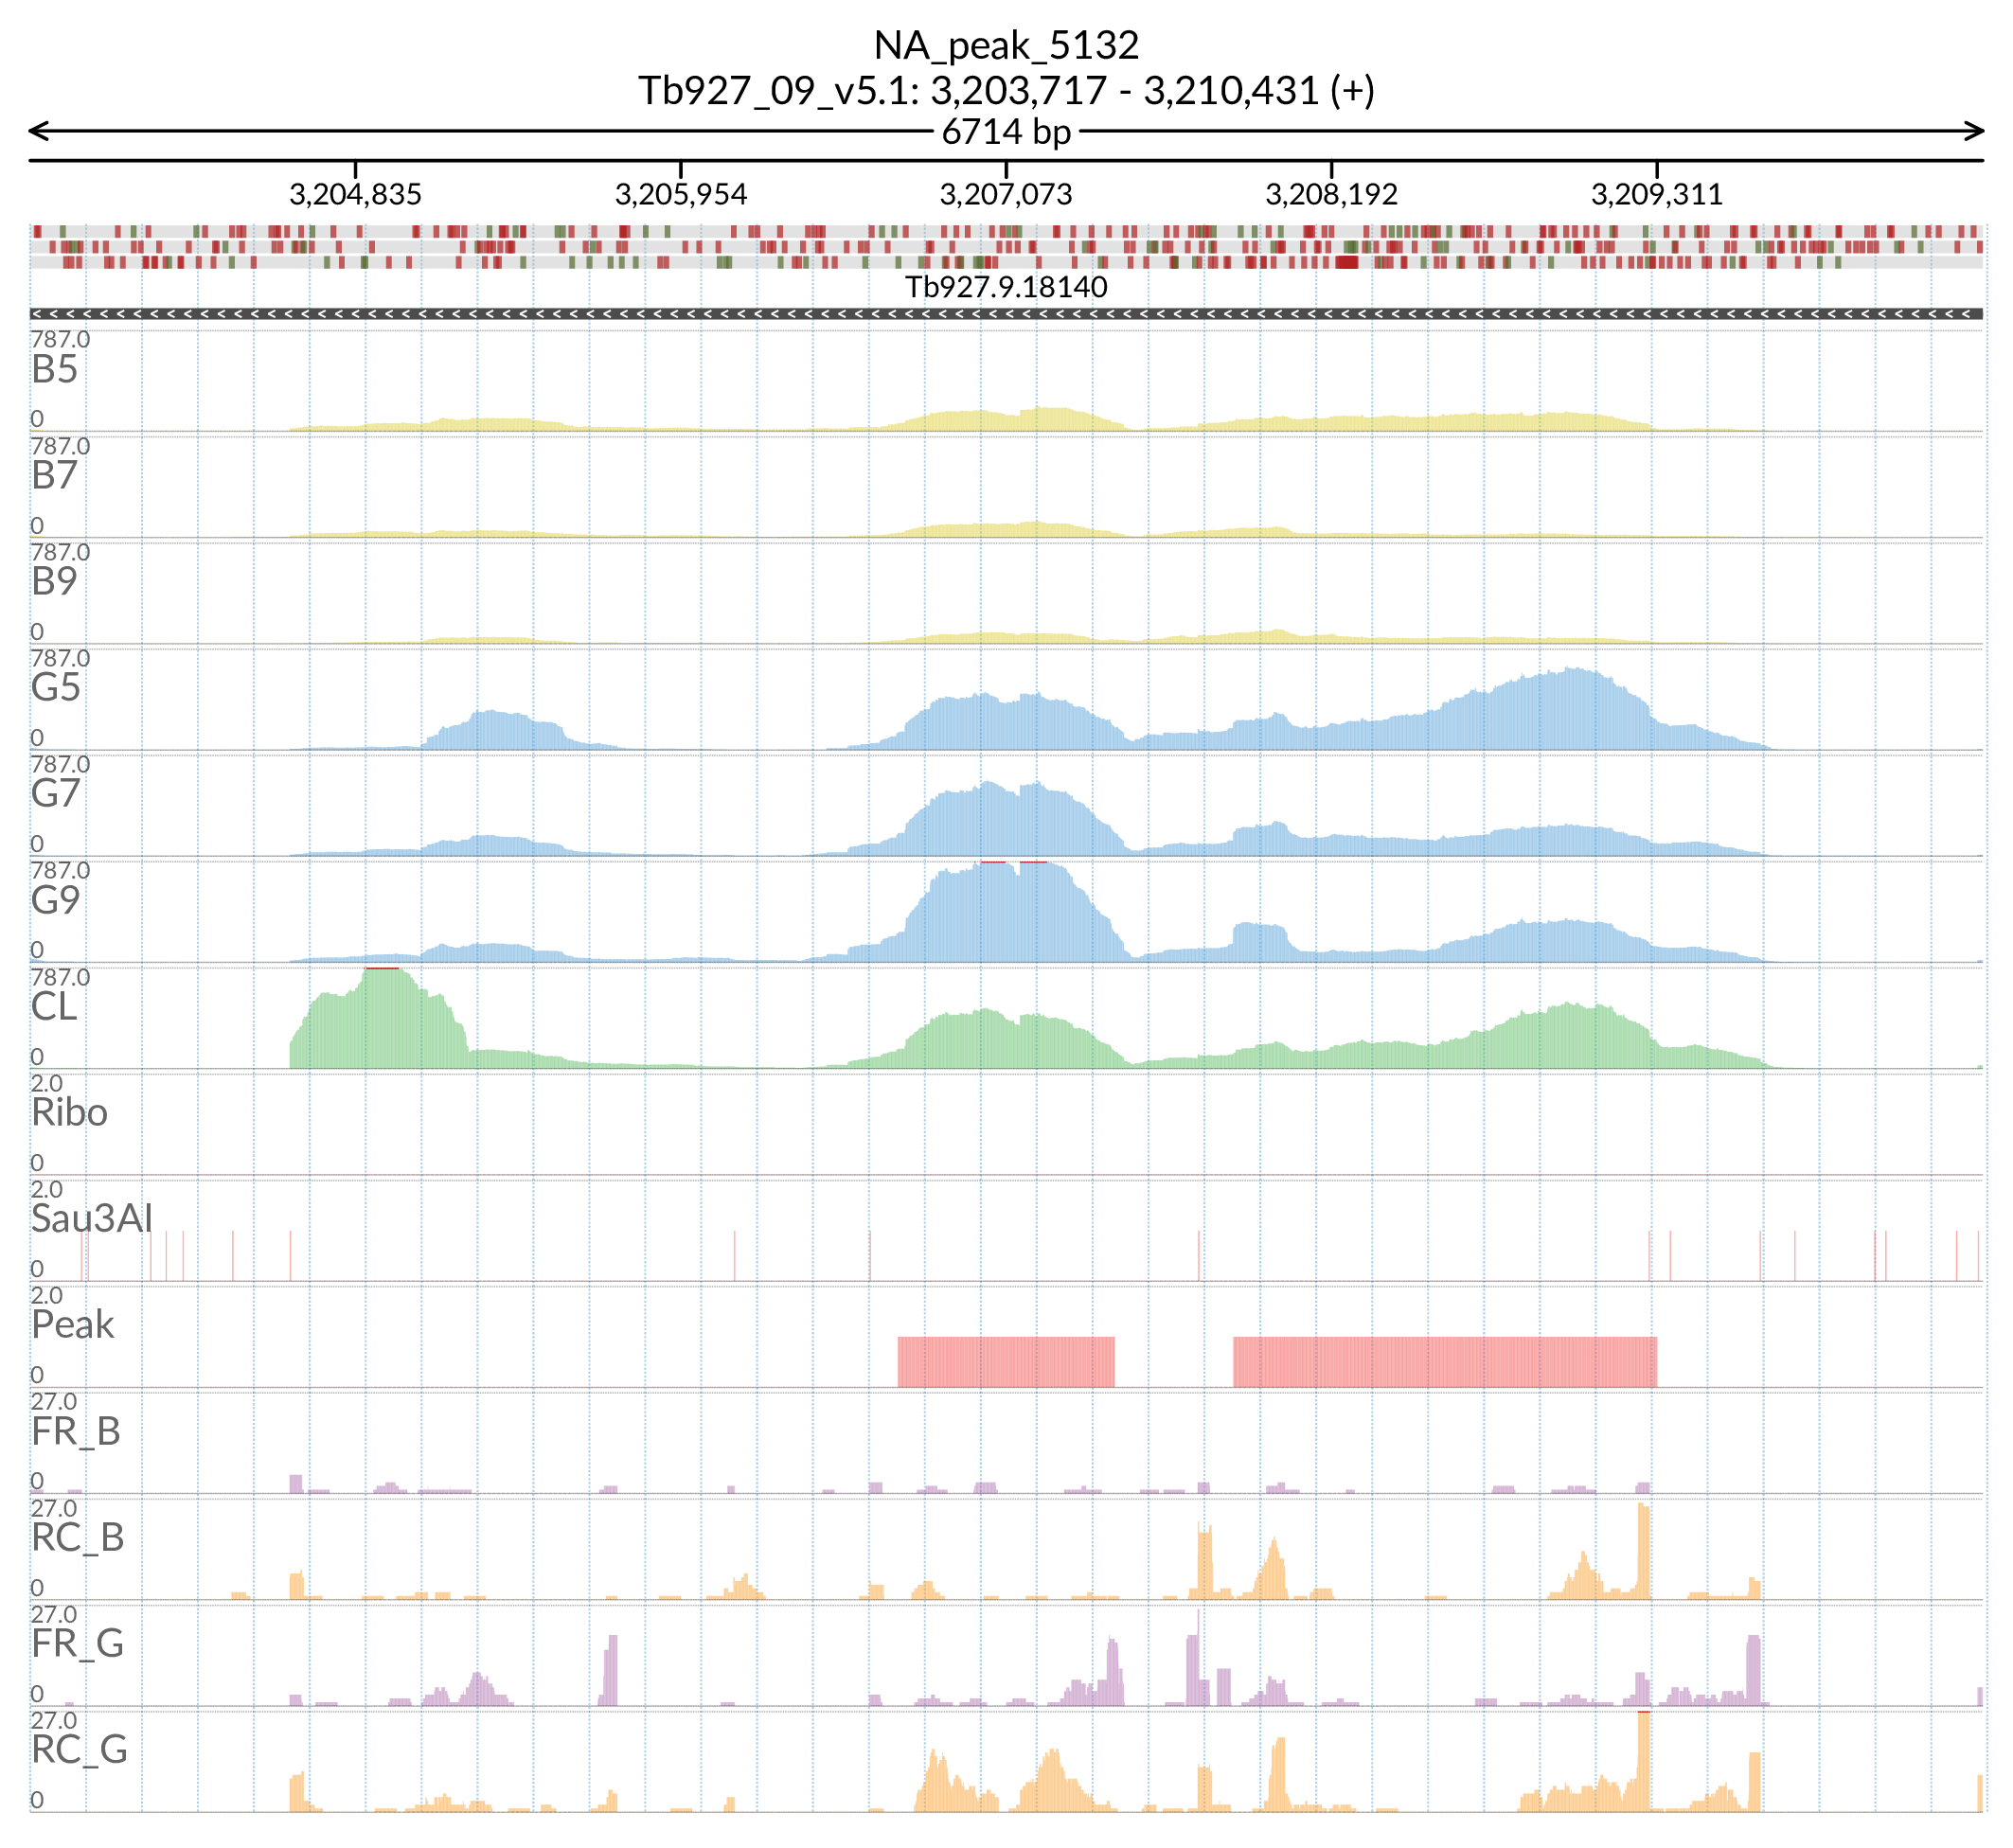 NA_peak_5132
Tb927_09_v5.1: 3,203,717 - 3,210,431 (+)
6714 bp
3,204,835 3,205,954 3,207,073 3,208,192 3,209,311
Tb927.9.18140
787.0
B5
0
787.0
B7
0
787.0
B9
0
787.0
G5
0
787.0
G7
0
787.0
G9
0
787.0
CL
0
2.0
Ribo
0
2.0
Sau3AI
0
2.0
Peak
0
27.0
FR_B
0
27.0
RC_B
0
27.0
FR_G
0
27.0
RC_G
0